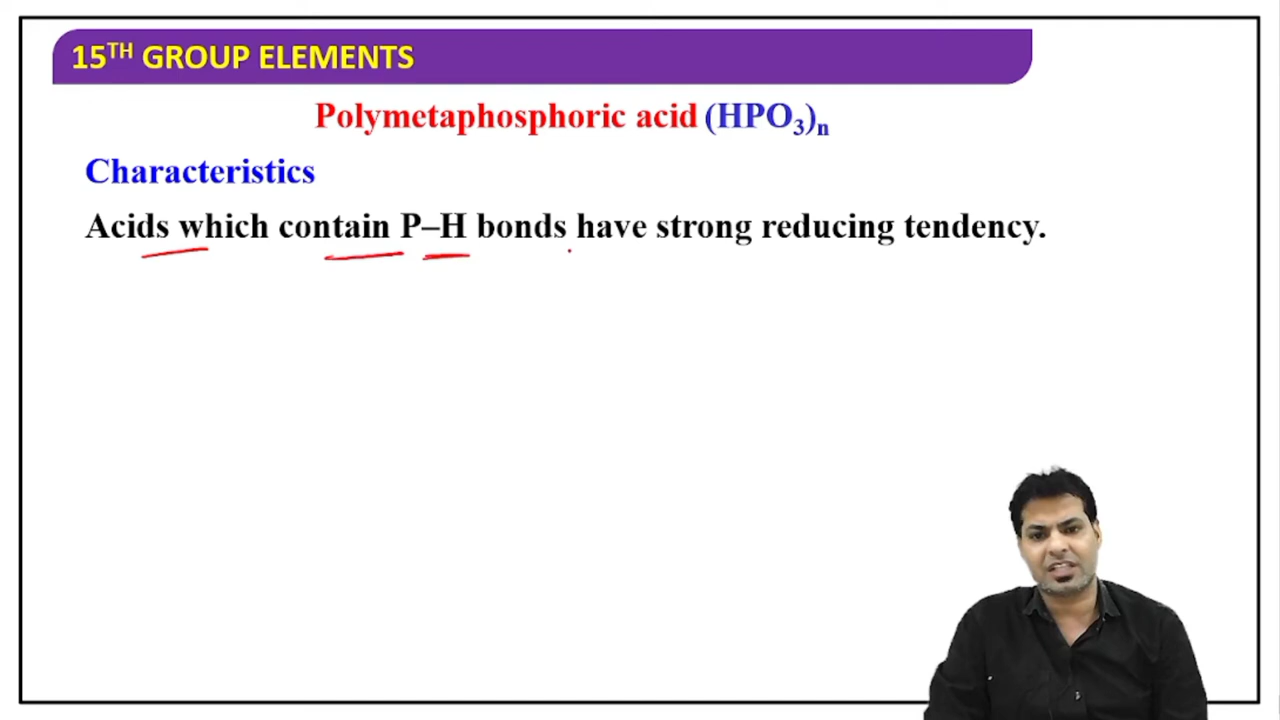 15TH GROUP ELEMENTS
Polymetaphosphoric acid (HPO3)n
Characteristics
Acids which contain P–H bonds have strong reducing tendency.